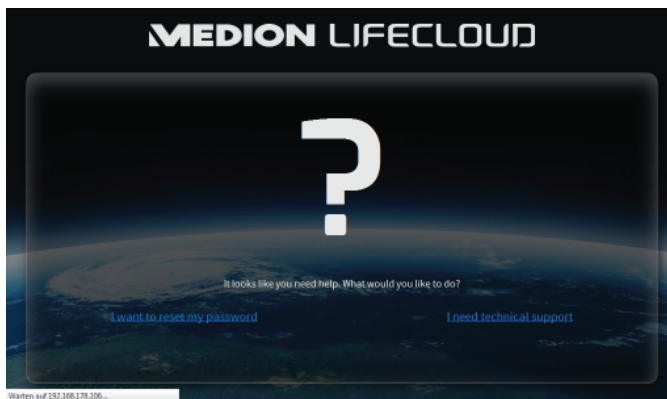 MEDION LIFECLOUD
?
It looks like you need help. What would you like to do?
I want to reset my password
I need technical support
Warten auf 192.168.178.106...